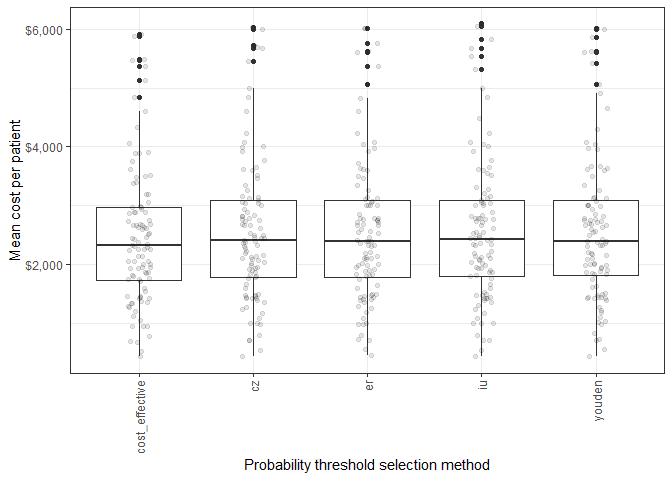 $6,000
$4,000
$2,000
Mean cost per patient
cost_effective
cz
er
iu
youden
Probability threshold selection method